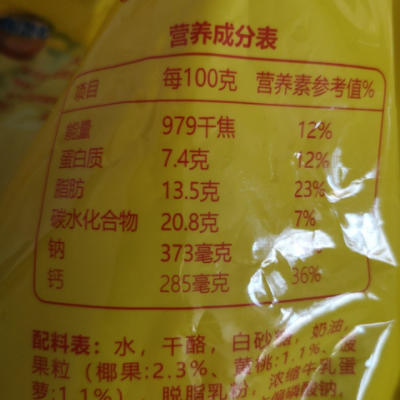 营养成分表
项目 每100克 营养素参考值%
能量 979千焦 12%
蛋白质 7.4克 12%
脂肪 13.5克 23%
碳水化合物 20.8克 7%
钠 373毫克 %
钙 285毫克 36%
配料表：水，干酪，白砂糖，奶油，
果粒（椰果：2.3%、黄桃：1.1%、菠
萝：1.1%），脱脂乳粉，浓缩牛乳蛋